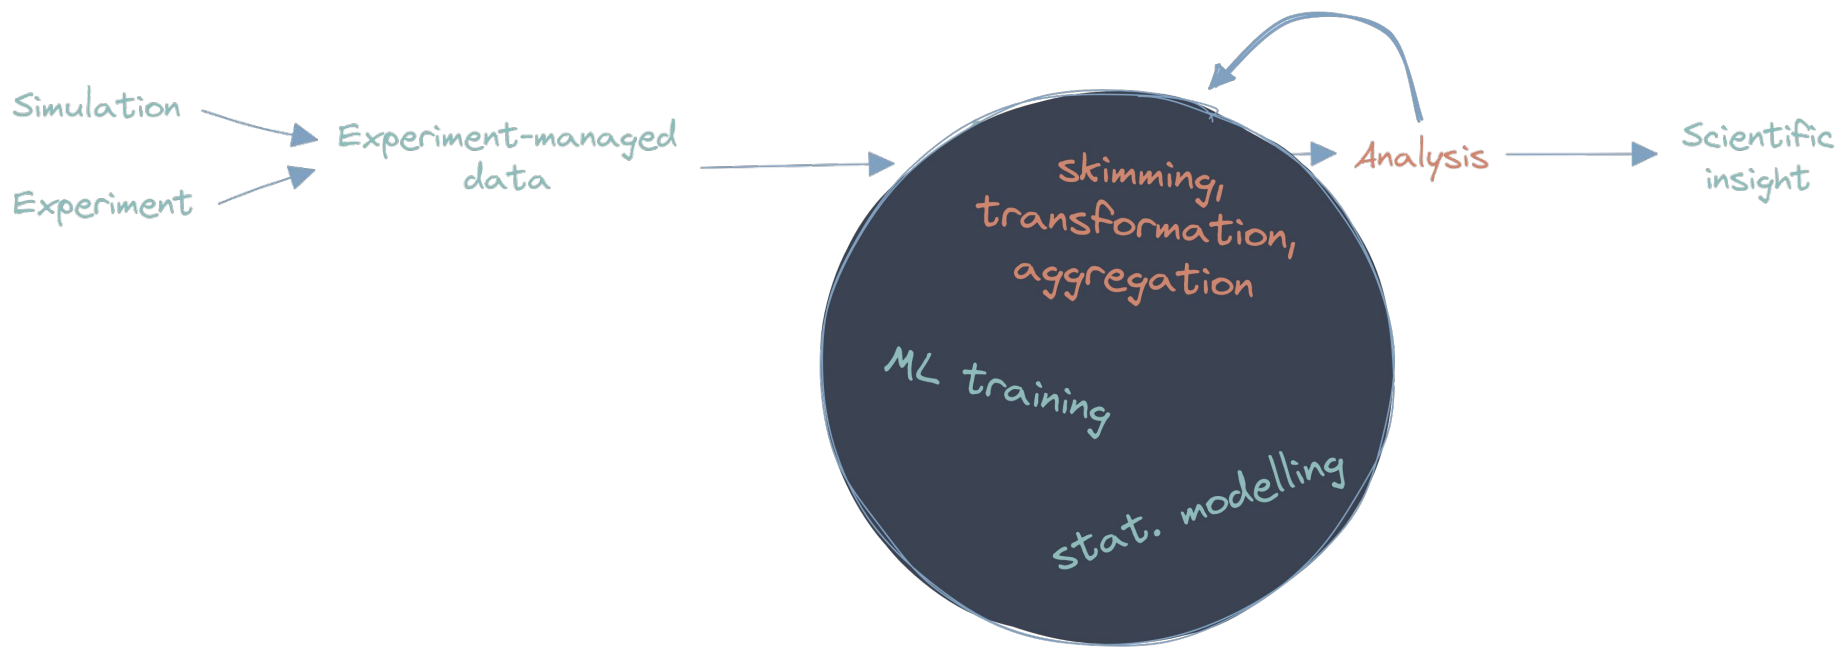 Simulation
Experiment
Experiment-managed
data
skimming,
transformation,
aggregation
ML training
stat. modelling
Analysis
Scientific
insight